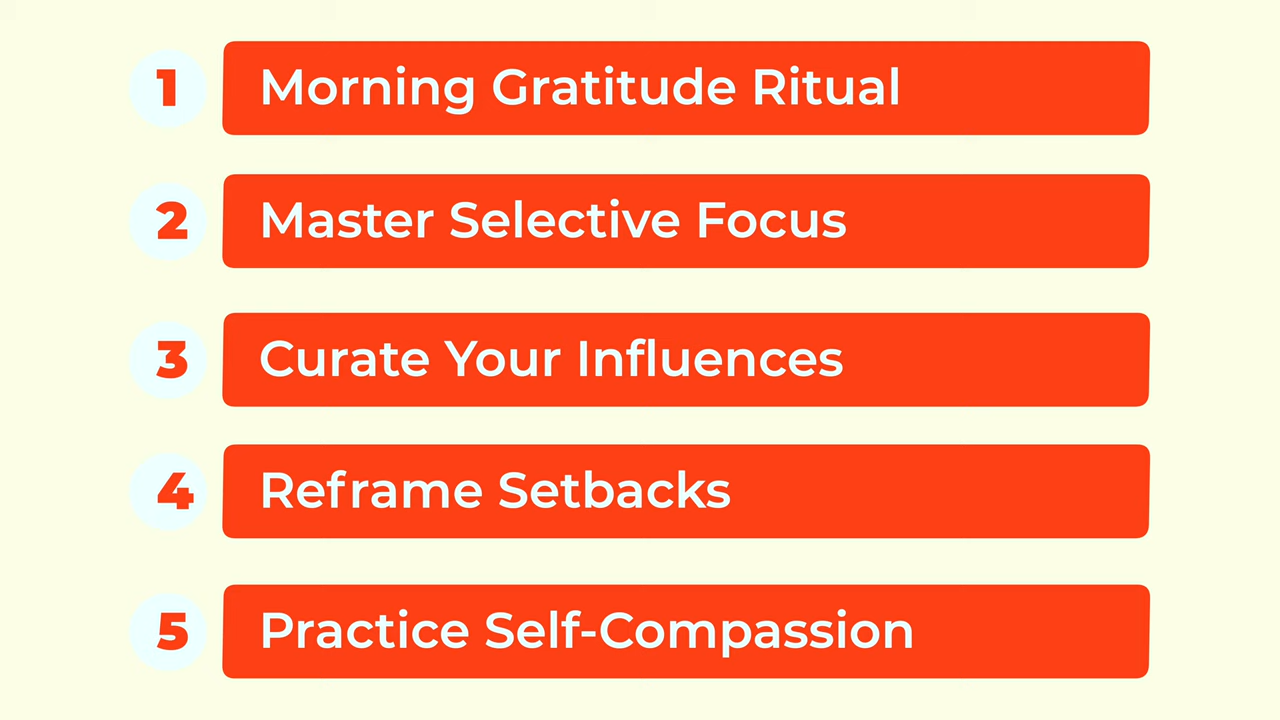 1 Morning Gratitude Ritual
2 Master Selective Focus
3 Curate Your Influences
4 Reframe Setbacks
5 Practice Self-Compassion